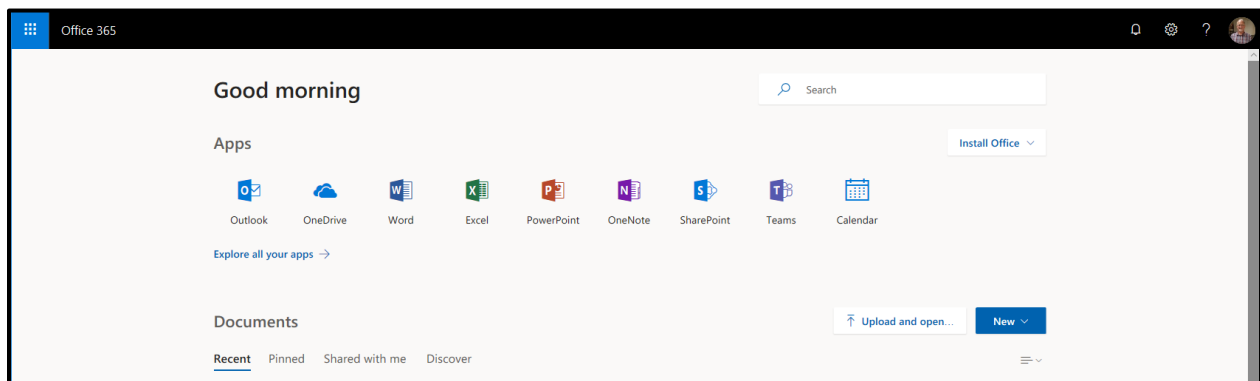 Office 365 ?
Good morning
Search
Apps
Install Office
Outlook OneDrive Word Excel PowerPoint OneNote SharePoint Teams Calendar
Explore all your apps →
Documents
Upload and open...
New
Recent Pinned Shared with me Discover